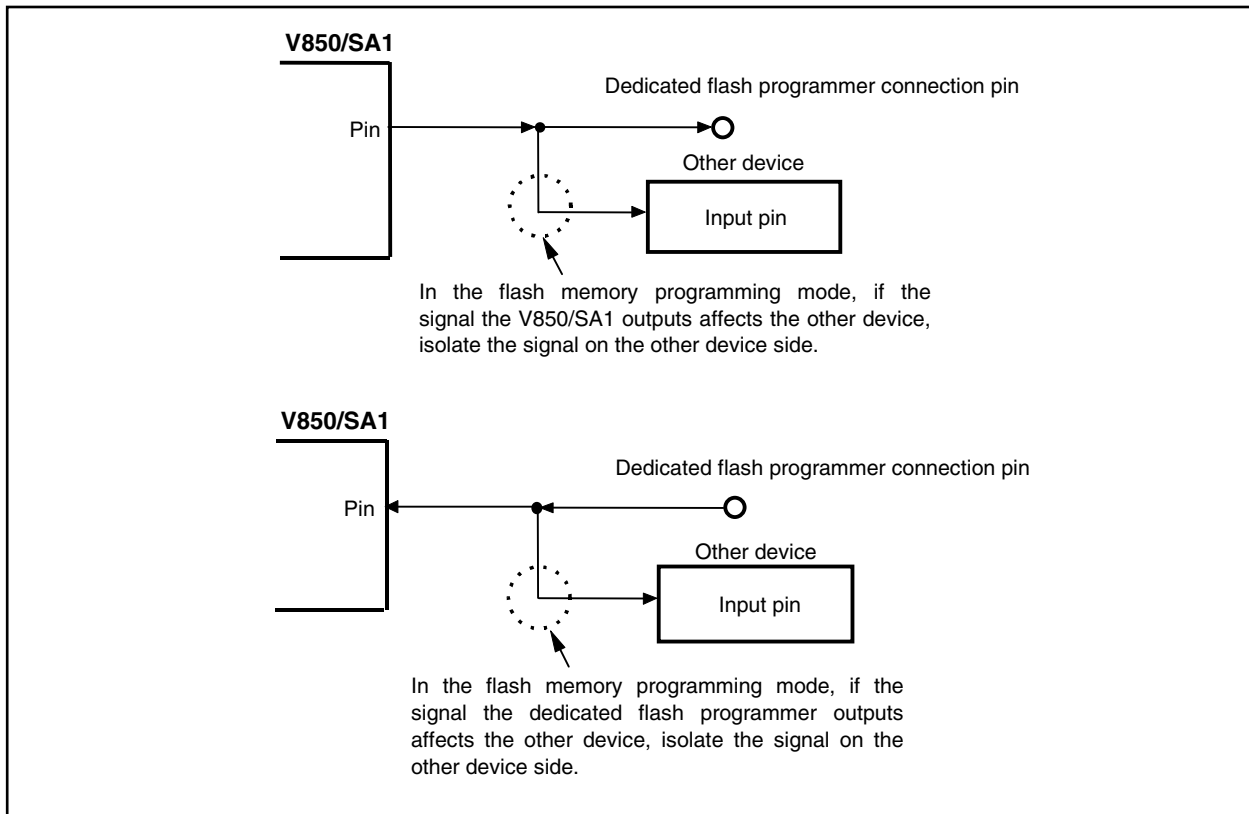 V850/SA1
Dedicated flash programmer connection pin
Pin
Other device
Input pin
In the flash memory programming mode, if the
signal the V850/SA1 outputs affects the other device,
isolate the signal on the other device side.
V850/SA1
Dedicated flash programmer connection pin
Pin
Other device
Input pin
In the flash memory programming mode, if the
signal the dedicated flash programmer outputs
affects the other device, isolate the signal on the
other device side.